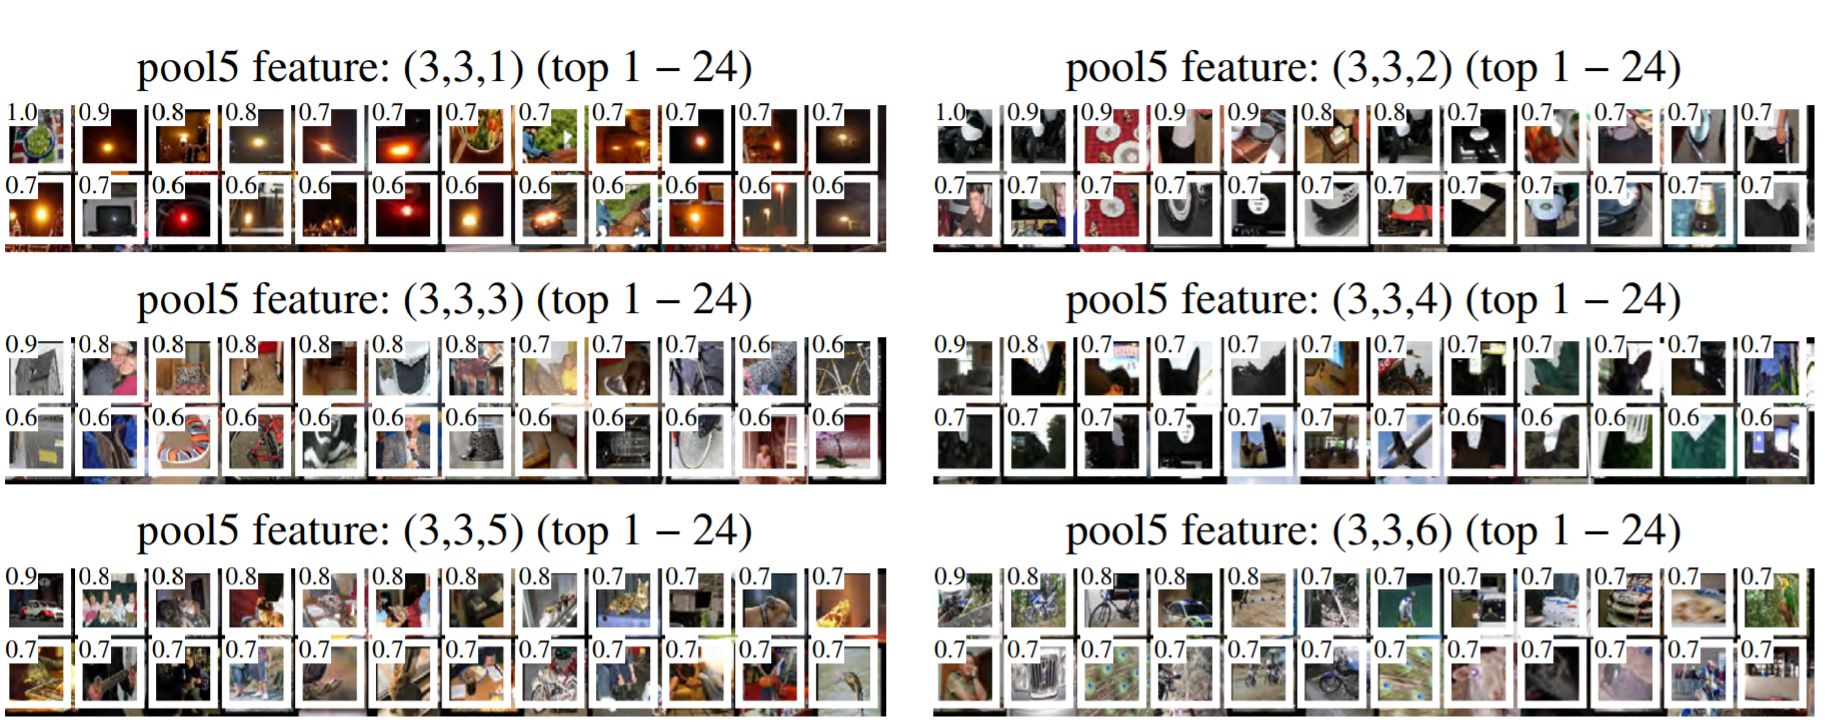 pool5 feature: (3,3,1) (top 1 − 24)
1.0 0.9 0.8 0.8 0.7 0.7 0.7 0.7 0.7 0.7 0.7 0.7
0.7 0.7 0.6 0.6 0.6 0.6 0.6 0.6 0.6 0.6 0.6 0.6
pool5 feature: (3,3,2) (top 1 − 24)
1.0 0.9 0.9 0.9 0.9 0.8 0.8 0.7 0.7 0.7 0.7 0.7
0.7 0.7 0.7 0.7 0.7 0.7 0.7 0.7 0.7 0.7 0.7 0.7
pool5 feature: (3,3,3) (top 1 − 24)
0.9 0.8 0.8 0.8 0.8 0.8 0.8 0.7 0.7 0.7 0.6 0.6
0.6 0.6 0.6 0.6 0.6 0.6 0.6 0.6 0.6 0.6 0.6 0.6
pool5 feature: (3,3,4) (top 1 − 24)
0.9 0.8 0.7 0.7 0.7 0.7 0.7 0.7 0.7 0.7 0.7 0.7
0.7 0.7 0.7 0.7 0.7 0.7 0.7 0.6 0.6 0.6 0.6 0.6
pool5 feature: (3,3,5) (top 1 − 24)
0.9 0.8 0.8 0.8 0.8 0.8 0.8 0.8 0.7 0.7 0.7 0.7
0.7 0.7 0.7 0.7 0.7 0.7 0.7 0.7 0.7 0.7 0.7 0.7
pool5 feature: (3,3,6) (top 1 − 24)
0.9 0.8 0.8 0.8 0.8 0.7 0.7 0.7 0.7 0.7 0.7 0.7
0.7 0.7 0.7 0.7 0.7 0.7 0.7 0.7 0.7 0.7 0.7 0.7